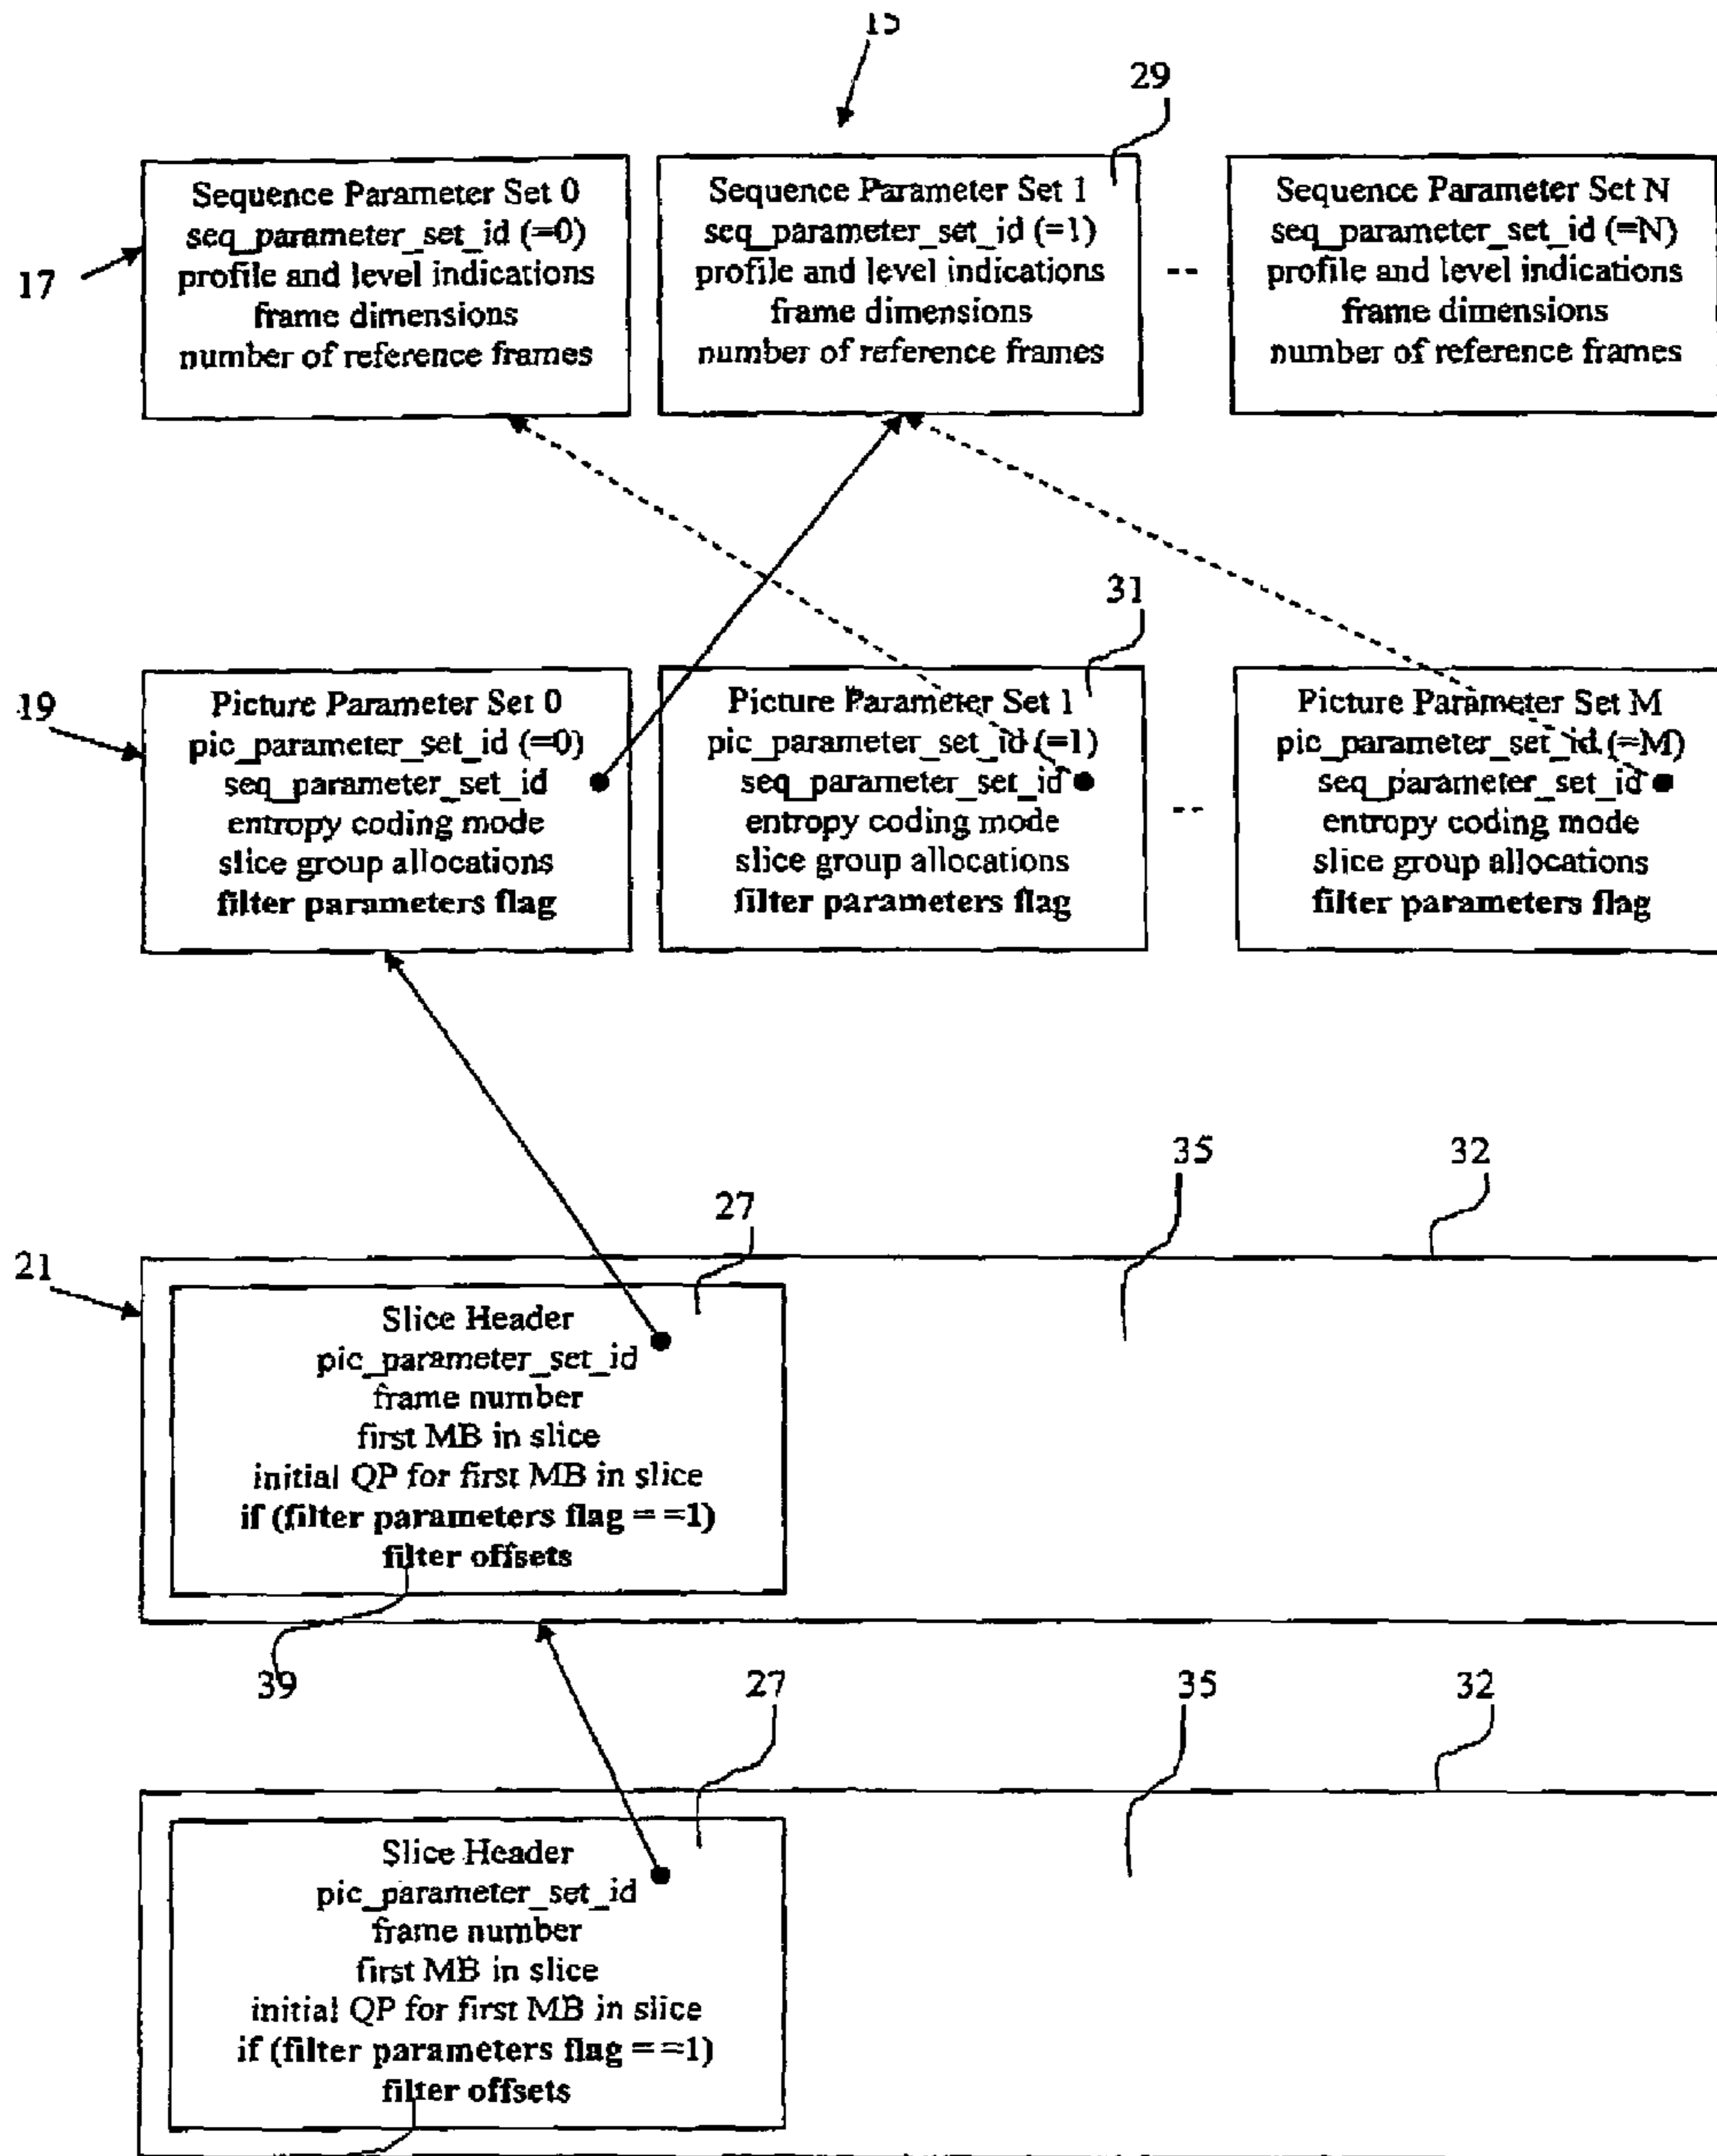 15
29
Sequence Parameter Set 0
seq_parameter_set_id (=0)
profile and level indications
frame dimensions
number of reference frames
Sequence Parameter Set 1
seq_parameter_set_id (=1)
profile and level indications
frame dimensions
number of reference frames
--
Sequence Parameter Set N
seq_parameter_set_id (=N)
profile and level indications
frame dimensions
number of reference frames
17
31
19
Picture Parameter Set 0
pic_parameter_set_id (=0)
seq_parameter_set_id
entropy coding mode
slice group allocations
filter parameters flag
Picture Parameter Set 1
pic_parameter_set_id (=1)
seq_parameter_set_id
entropy coding mode
slice group allocations
filter parameters flag
--
Picture Parameter Set M
pic_parameter_set_id (=M)
seq_parameter_set_id
entropy coding mode
slice group allocations
filter parameters flag
35
32
27
21
Slice Header
pic_parameter_set_id
frame number
first MB in slice
initial QP for first MB in slice
if (filter parameters flag = =1)
filter offsets
39
27
35
32
Slice Header
pic_parameter_set_id
frame number
first MB in slice
initial QP for first MB in slice
if (filter parameters flag = =1)
filter offsets